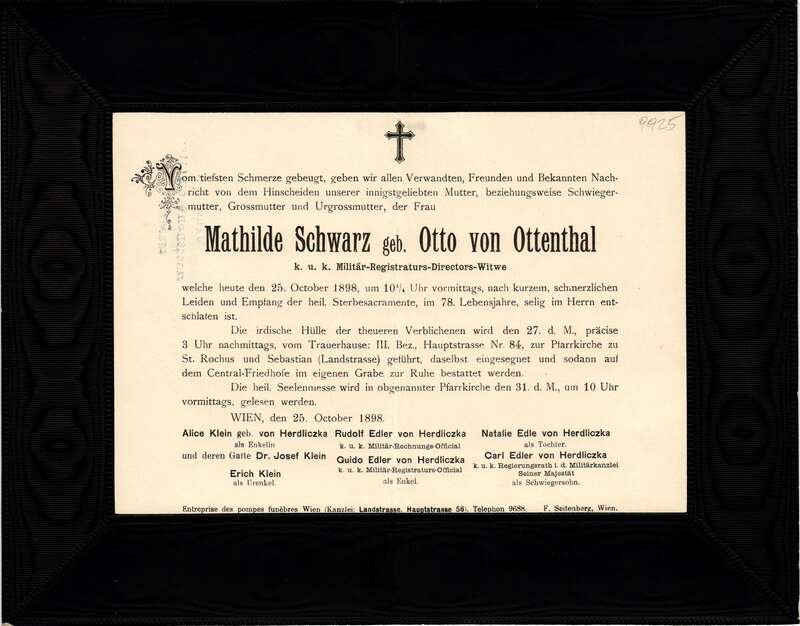 9925
Vom tiefsten Schmerze gebeugt, geben wir allen Verwandten, Freunden und Bekannten Nach-
richt von dem Hinscheiden unserer innigstgeliebten Mutter, beziehungsweise Schwieger-
mutter, Grossmutter und Urgrossmutter, der Frau
Mathilde Schwarz geb. Otto von Ottenthal
k. u. k. Militär-Registraturs-Directors-Witwe
welche heute den 25. October 1898, um 10¼ Uhr vormittags, nach kurzem, schmerzlichen
Leiden und Empfang der heil. Sterbesacramente, im 78. Lebensjahre, selig im Herrn ent-
schlafen ist.
Die irdische Hülle der theueren Verblichenen wird den 27. d. M., präcise
3 Uhr nachmittags, vom Trauerhause: III. Bez., Hauptstrasse Nr. 84, zur Pfarrkirche zu
St. Rochus und Sebastian (Landstrasse) geführt, daselbst eingesegnet und sodann auf
dem Central-Friedhofe im eigenen Grabe zur Ruhe bestattet werden.
Die heil. Seelenmesse wird in obgenannter Pfarrkirche den 31. d. M., um 10 Uhr
vormittags, gelesen werden.
WIEN, den 25. October 1898.
Alice Klein geb. von Herdliczka
als Enkelin
und deren Gatte Dr. Josef Klein
Erich Klein
als Urenkel.
Rudolf Edler von Herdliczka
k. u. k. Militär-Rechnungs-Official
Guido Edler von Herdliczka
k. u. k. Militär-Registraturs-Official
als Enkel.
Natalie Edle von Herdliczka
als Tochter.
Carl Edler von Herdliczka
k. u. k. Regierungsrath i. d. Militärkanzlei
Seiner Majestät
als Schwiegersohn.
Entreprise des pompes funèbres Wien (Kanzlei: Landstrasse, Hauptstrasse 56). Telephon 9688. F. Seitenberg, Wien.